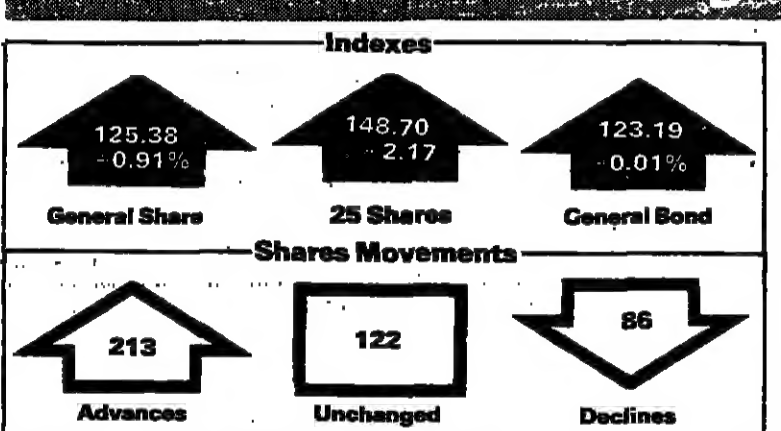 Indexes
125.38
-0.91%
148.70
2.17
123.19
-0.01%
General Share 25 Shares General Bond
Shares Movements
213 122 86
Advances Unchanged Declines